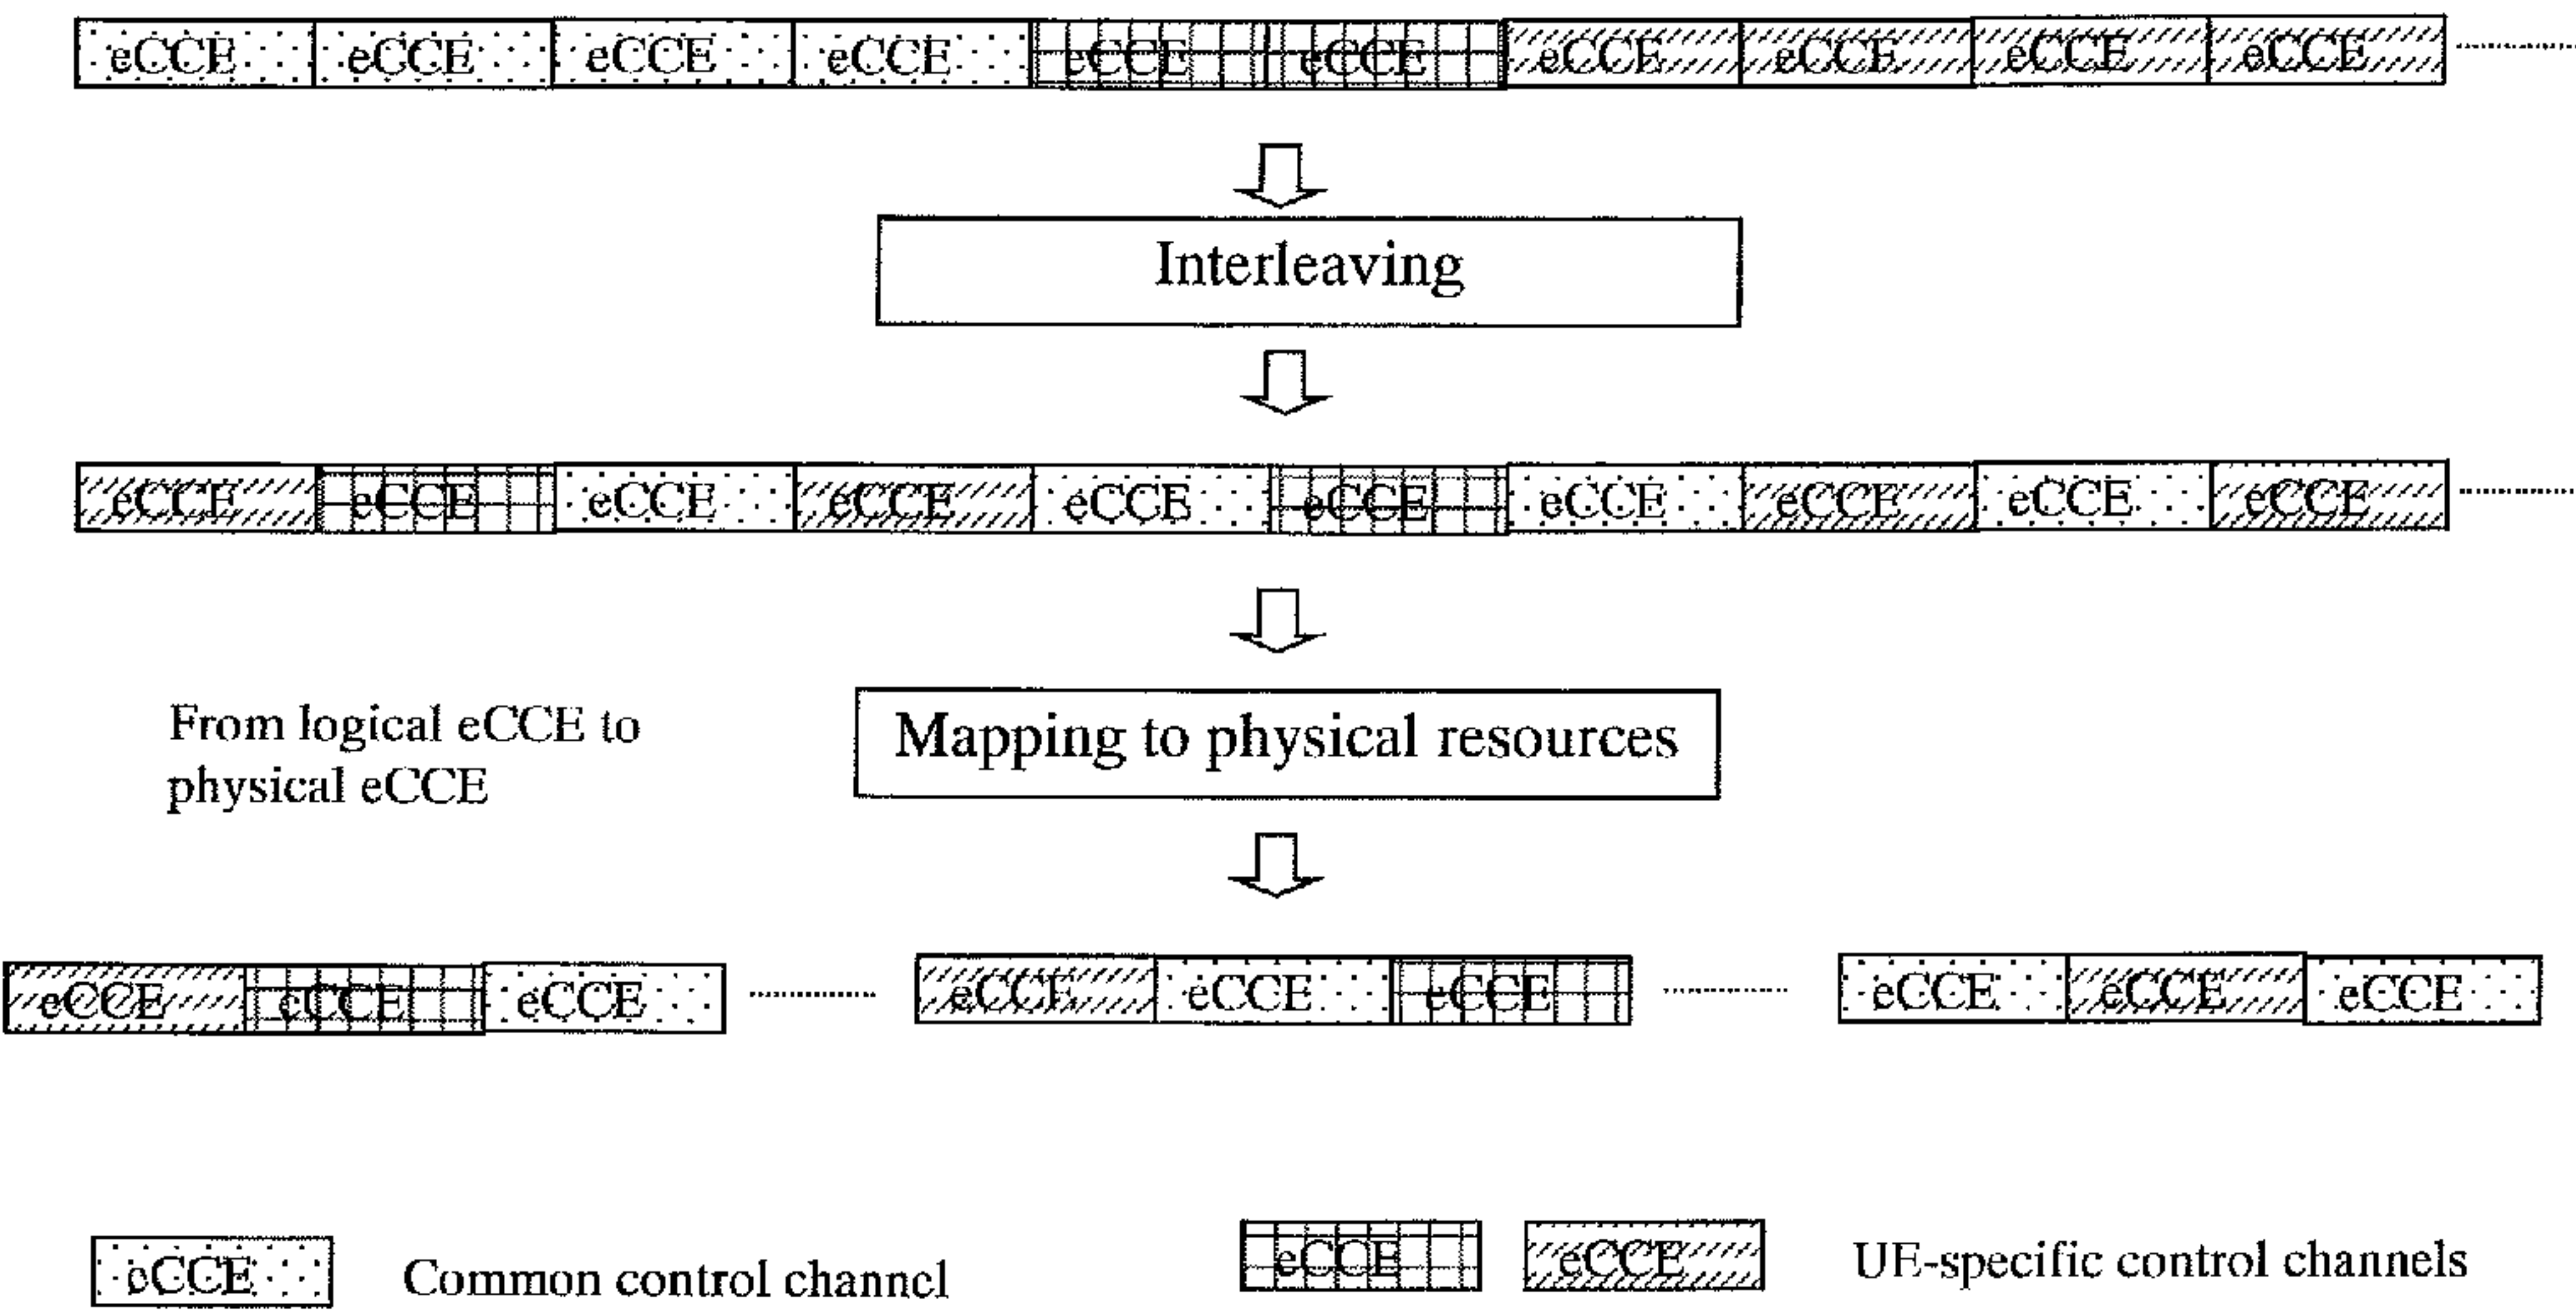 eCCE eCCE eCCE eCCE eCCE eCCE eCCE eCCE eCCE eCCE
Interleaving
eCCE eCCE eCCE eCCE eCCE eCCE eCCE eCCE eCCE eCCE
From logical eCCE to
physical eCCE
Mapping to physical resources
eCCE eCCE eCCE eCCE eCCE eCCE eCCE eCCE eCCE
eCCE Common control channel
eCCE eCCE UE-specific control channels